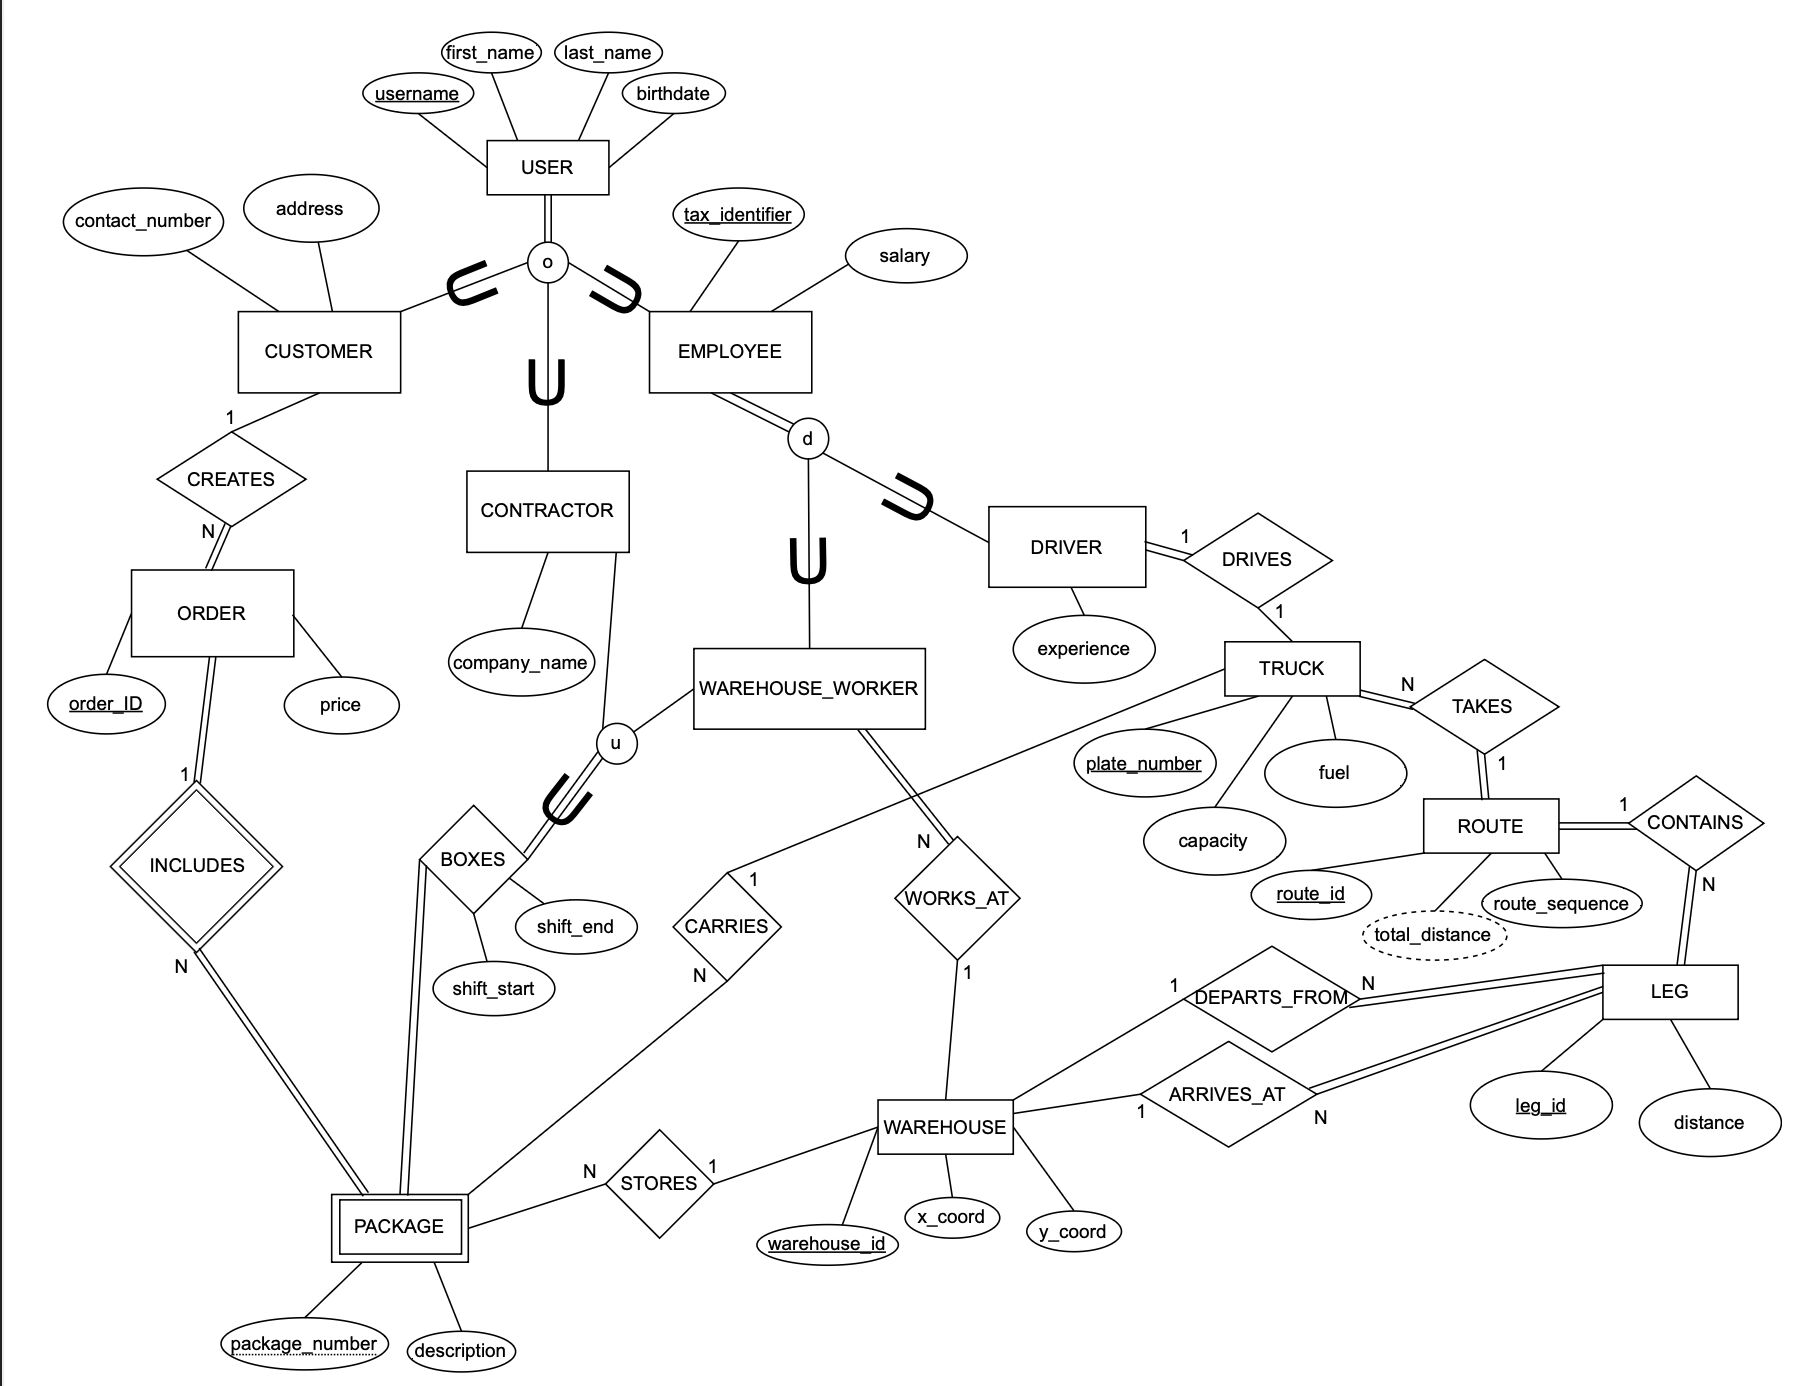 first_name
last_name
username
birthdate
USER
contact_number
address
tax_identifier
salary
o
CUSTOMER
EMPLOYEE
1
d
CREATES
N
CONTRACTOR
DRIVER
1
DRIVES
1
ORDER
experience
company_name
order_ID
price
WAREHOUSE_WORKER
TRUCK
N
TAKES
1
plate_number
fuel
capacity
u
1
INCLUDES
N
BOXES
shift_end
shift_start
N
WORKS_AT
1
1
CARRIES
N
ROUTE
1
CONTAINS
N
route_id
total_distance
route_sequence
1
DEPARTS_FROM
N
LEG
1
ARRIVES_AT
N
leg_id
distance
WAREHOUSE
N
STORES
1
warehouse_id
x_coord
y_coord
PACKAGE
package_number
description